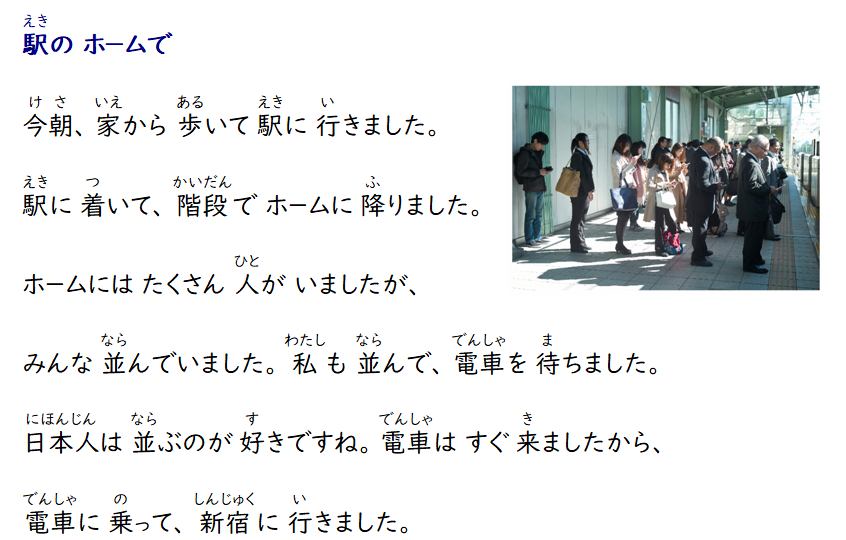 えき
駅の ホームで
けさ いえ ある えき い
今朝、家から 歩いて 駅に 行きました。
えき つ かいだん ふ
駅に 着いて、階段で ホームに 降りました。
ひと
ホームには たくさん 人が いましたが、
なら わたし なら でんしゃ ま
みんな 並んでいました。私も 並んで、電車を 待ちました。
にほんじん なら す でんしゃ き
日本人は 並ぶのが 好きですね。電車は すぐ 来ましたから、
でんしゃ の しんじゅく い
電車に 乗って、新宿に 行きました。